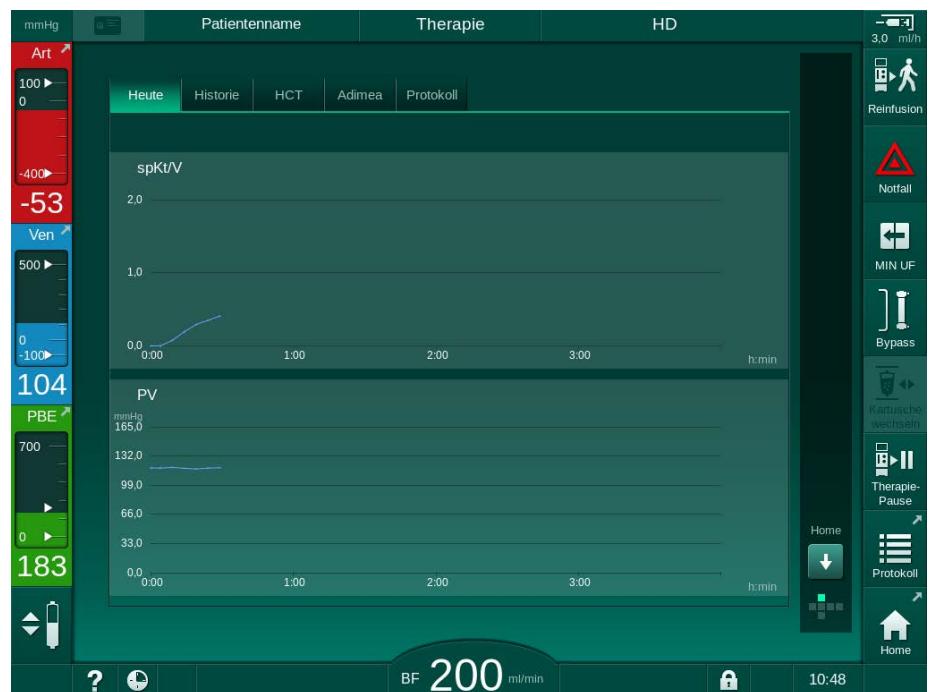 mmHg
Patientenname
Therapie
HD
3,0 ml/h
Art
100
0
-400
-53
Ven
500
0
-100
104
PBE
700
0
183
Heute
Historie
HCT
Adimea
Protokoll
spKt/V
2,0
1,0
0,0
0:00
1:00
2:00
3:00
h:min
PV
mmHg
165,0
132,0
99,0
66,0
33,0
0,0
0:00
1:00
2:00
3:00
h:min
Home
Reinfusion
Notfall
MIN UF
Bypass
Kartusche
wechseln
Therapie-
Pause
Protokoll
Home
?
BF 200 ml/min
10:48